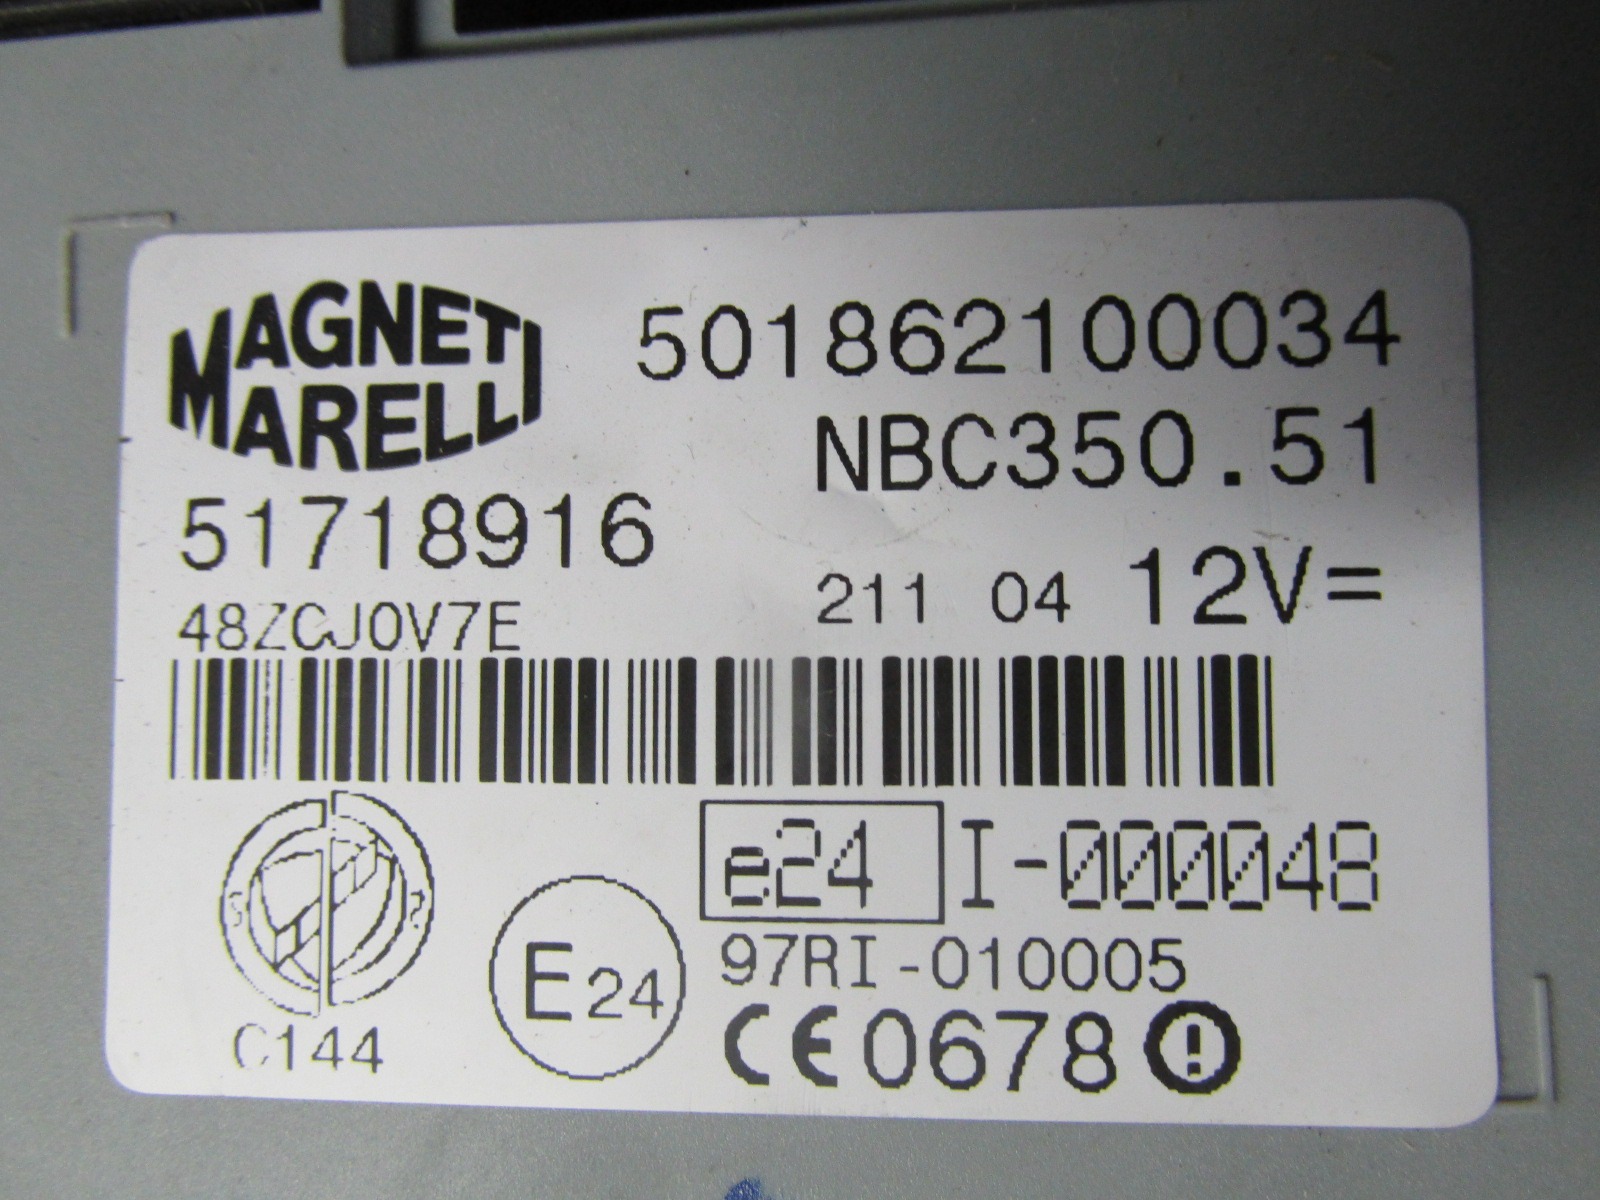 MAGNETI MARELLI
501862100034
NBC350.51
51718916
211 04 12V=
48ZCJ0V7E
e24 I-000048
E24
97RI-010005
CE0678
C144